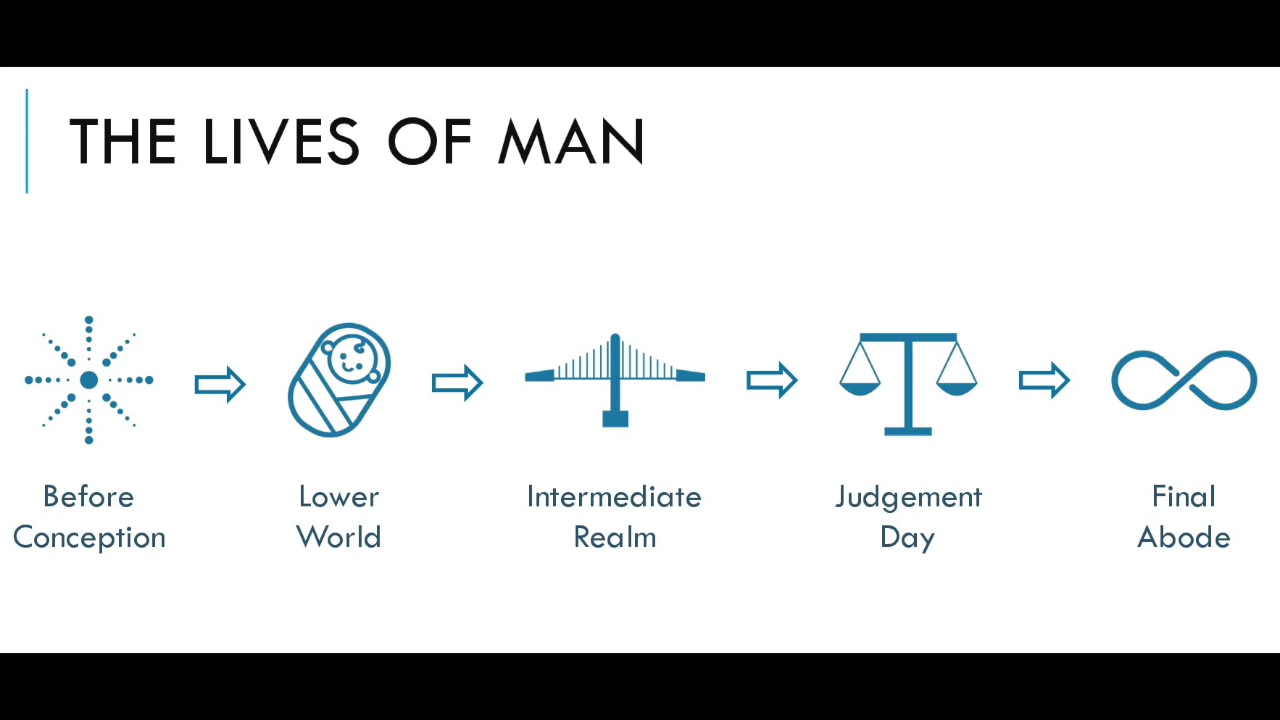 THE LIVES OF MAN
Before
Conception
Lower
World
Intermediate
Realm
Judgement
Day
Final
Abode